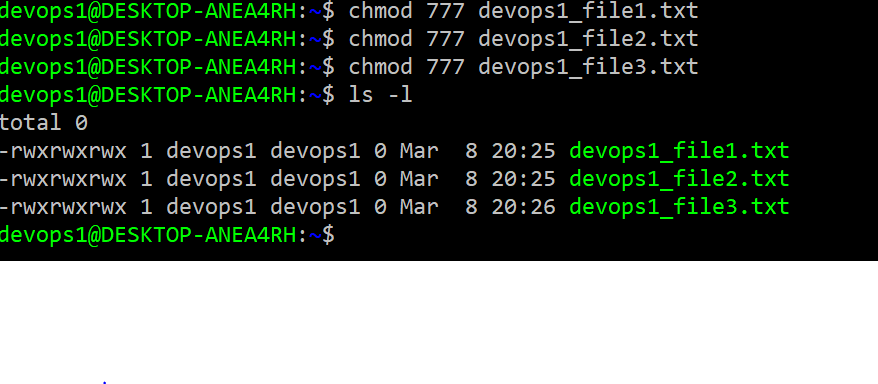 devops1@DESKTOP-ANEA4RH:~$ chmod 777 devops1_file1.txt
devops1@DESKTOP-ANEA4RH:~$ chmod 777 devops1_file2.txt
devops1@DESKTOP-ANEA4RH:~$ chmod 777 devops1_file3.txt
devops1@DESKTOP-ANEA4RH:~$ ls -l
total 0
-rwxrwxrwx 1 devops1 devops1 0 Mar  8 20:25 devops1_file1.txt
-rwxrwxrwx 1 devops1 devops1 0 Mar  8 20:25 devops1_file2.txt
-rwxrwxrwx 1 devops1 devops1 0 Mar  8 20:26 devops1_file3.txt
devops1@DESKTOP-ANEA4RH:~$